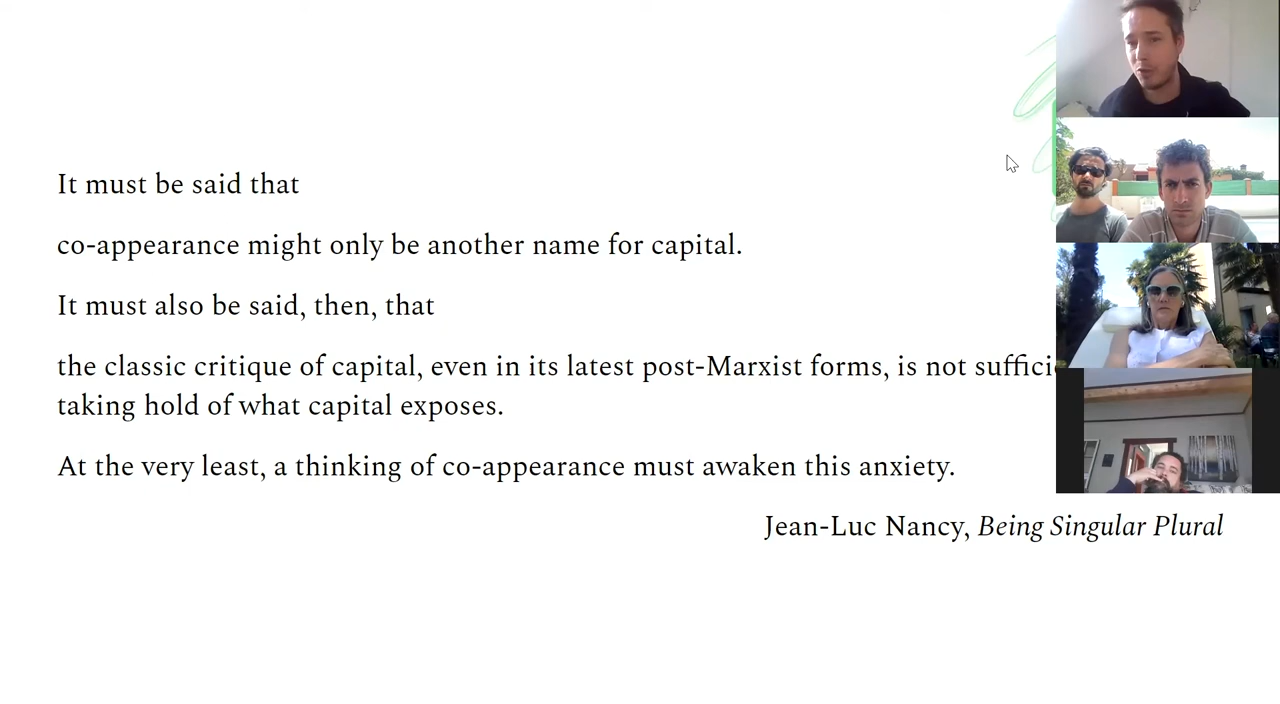 It must be said that
co-appearance might only be another name for capital.
It must also be said, then, that
the classic critique of capital, even in its latest post-Marxist forms, is not
taking hold of what capital exposes.
At the very least, a thinking of co-appearance must awaken this anxiety.
Jean-Luc Nancy, Being Singular Plural